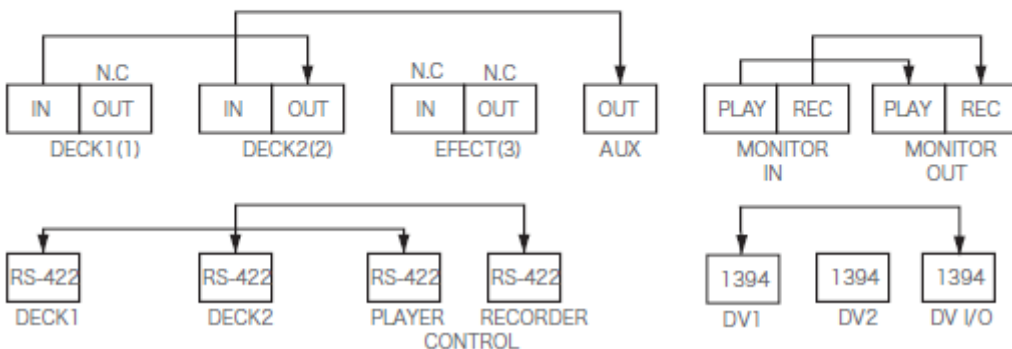 N.C N.C N.C
IN OUT IN OUT IN OUT OUT PLAY REC PLAY REC
DECK1(1) DECK2(2) EFECT(3) AUX MONITOR IN MONITOR OUT
RS-422 RS-422 RS-422 RS-422 1394 1394 1394
DECK1 DECK2 PLAYER RECORDER DV1 DV2 DV I/O
CONTROL